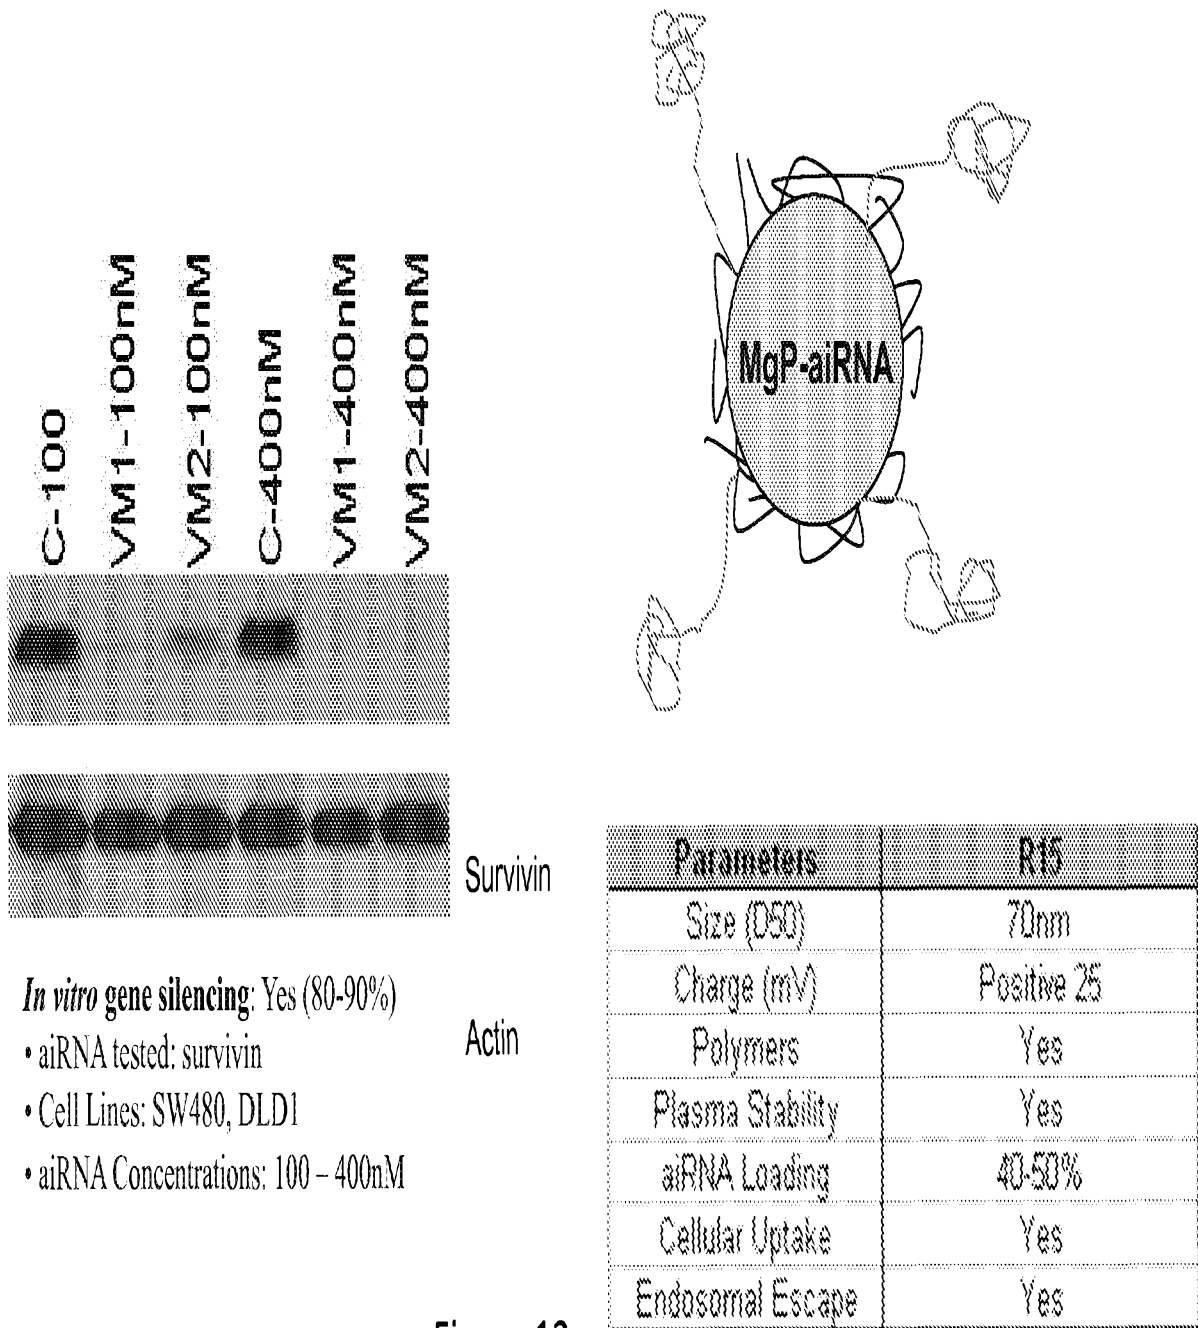 C-100
VM1-100nM
VM2-100nM
C-400nM
VM1-400nM
VM2-400nM
MgP-aiRNA
Survivin
Actin
In vitro gene silencing: Yes (80-90%)
• aiRNA tested: survivin
• Cell Lines: SW480, DLD1
• aiRNA Concentrations: 100 – 400nM
Parameters R15
Size (D50) 70nm
Charge (mV) Positive 25
Polymers Yes
Plasma Stability Yes
aiRNA Loading 40-50%
Cellular Uptake Yes
Endosomal Escape Yes